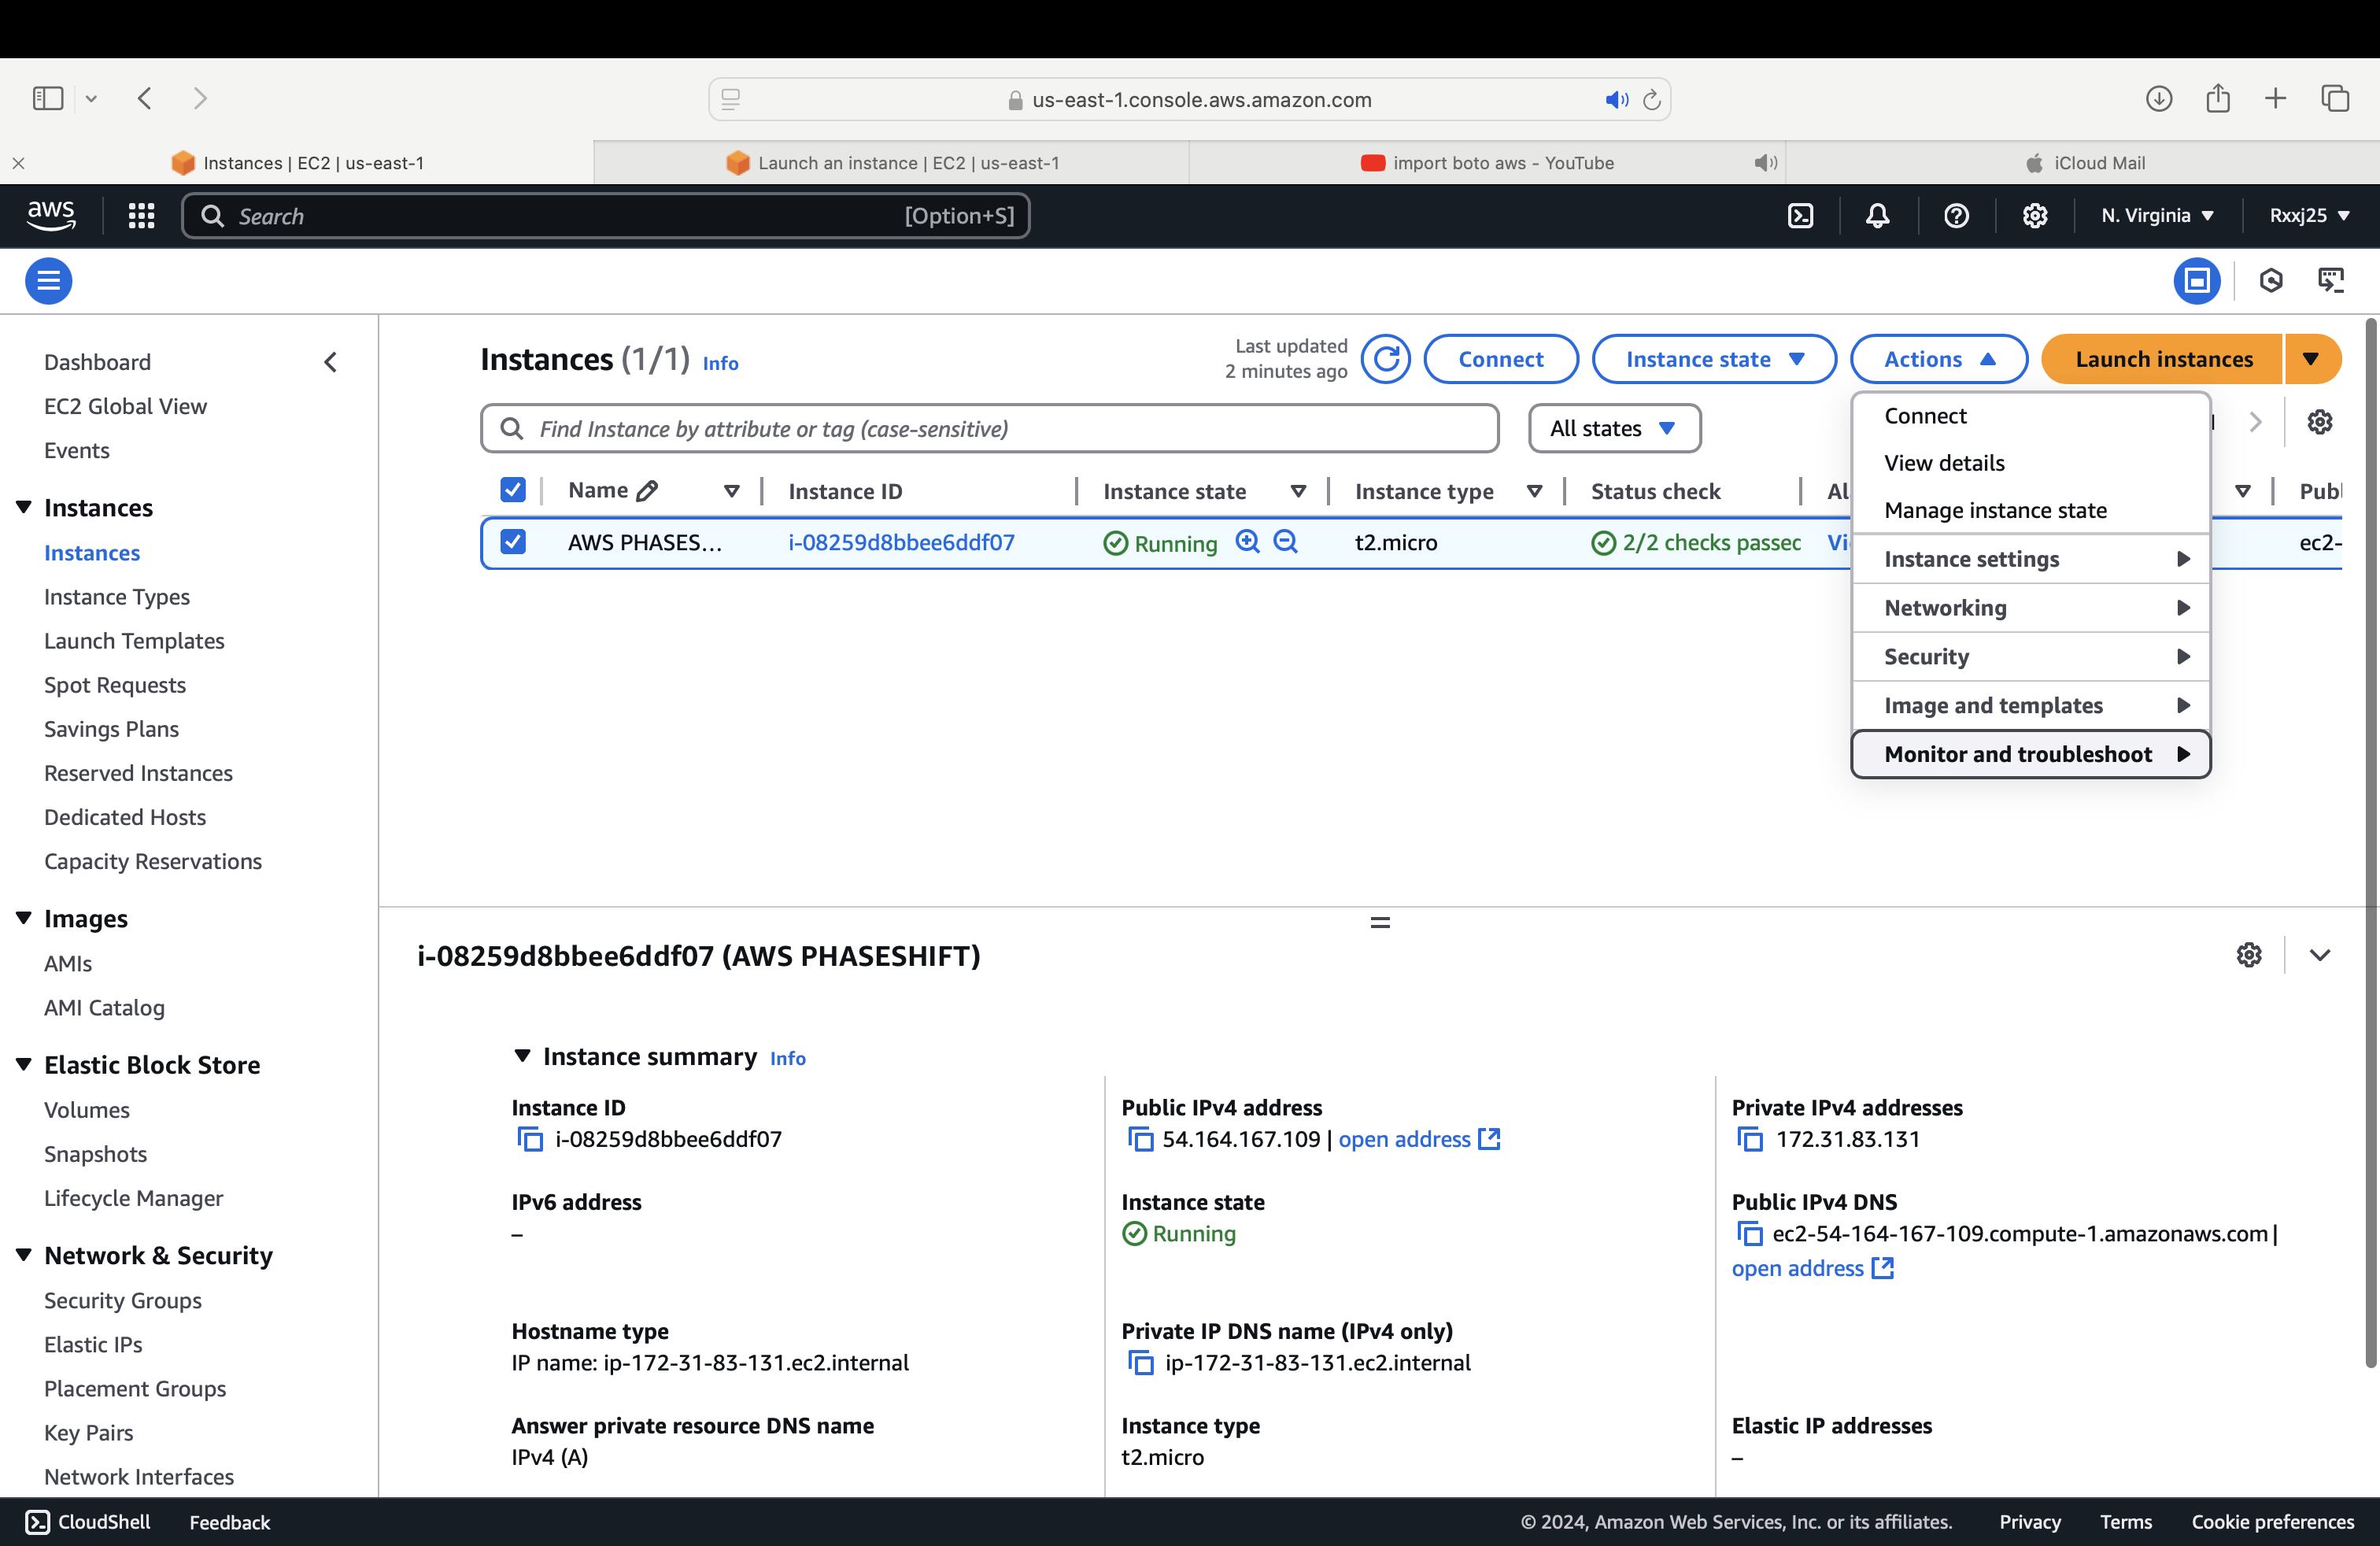 us-east-1.console.aws.amazon.com
Instances | EC2 | us-east-1
Launch an instance | EC2 | us-east-1
import boto aws - YouTube
iCloud Mail
aws
Search
[Option+S]
N. Virginia
Rxxj25
Dashboard
EC2 Global View
Events
Instances
Instances
Instance Types
Launch Templates
Spot Requests
Savings Plans
Reserved Instances
Dedicated Hosts
Capacity Reservations
Images
AMIs
AMI Catalog
Elastic Block Store
Volumes
Snapshots
Lifecycle Manager
Network & Security
Security Groups
Elastic IPs
Placement Groups
Key Pairs
Network Interfaces
Instances (1/1) Info
Last updated
2 minutes ago
Connect
Instance state
Actions
Launch instances
Find Instance by attribute or tag (case-sensitive)
All states
Name
Instance ID
Instance state
Instance type
Status check
Al
Publ
AWS PHASES...
i-08259d8bbee6ddf07
Running
t2.micro
2/2 checks passed
Vi
ec2-
Connect
View details
Manage instance state
Instance settings
Networking
Security
Image and templates
Monitor and troubleshoot
i-08259d8bbee6ddf07 (AWS PHASESHIFT)
Instance summary Info
Instance ID
i-08259d8bbee6ddf07
Public IPv4 address
54.164.167.109 | open address
Private IPv4 addresses
172.31.83.131
IPv6 address
–
Instance state
Running
Public IPv4 DNS
ec2-54-164-167-109.compute-1.amazonaws.com |
open address
Hostname type
IP name: ip-172-31-83-131.ec2.internal
Private IP DNS name (IPv4 only)
ip-172-31-83-131.ec2.internal
Answer private resource DNS name
IPv4 (A)
Instance type
t2.micro
Elastic IP addresses
–
CloudShell
Feedback
© 2024, Amazon Web Services, Inc. or its affiliates.
Privacy
Terms
Cookie preferences